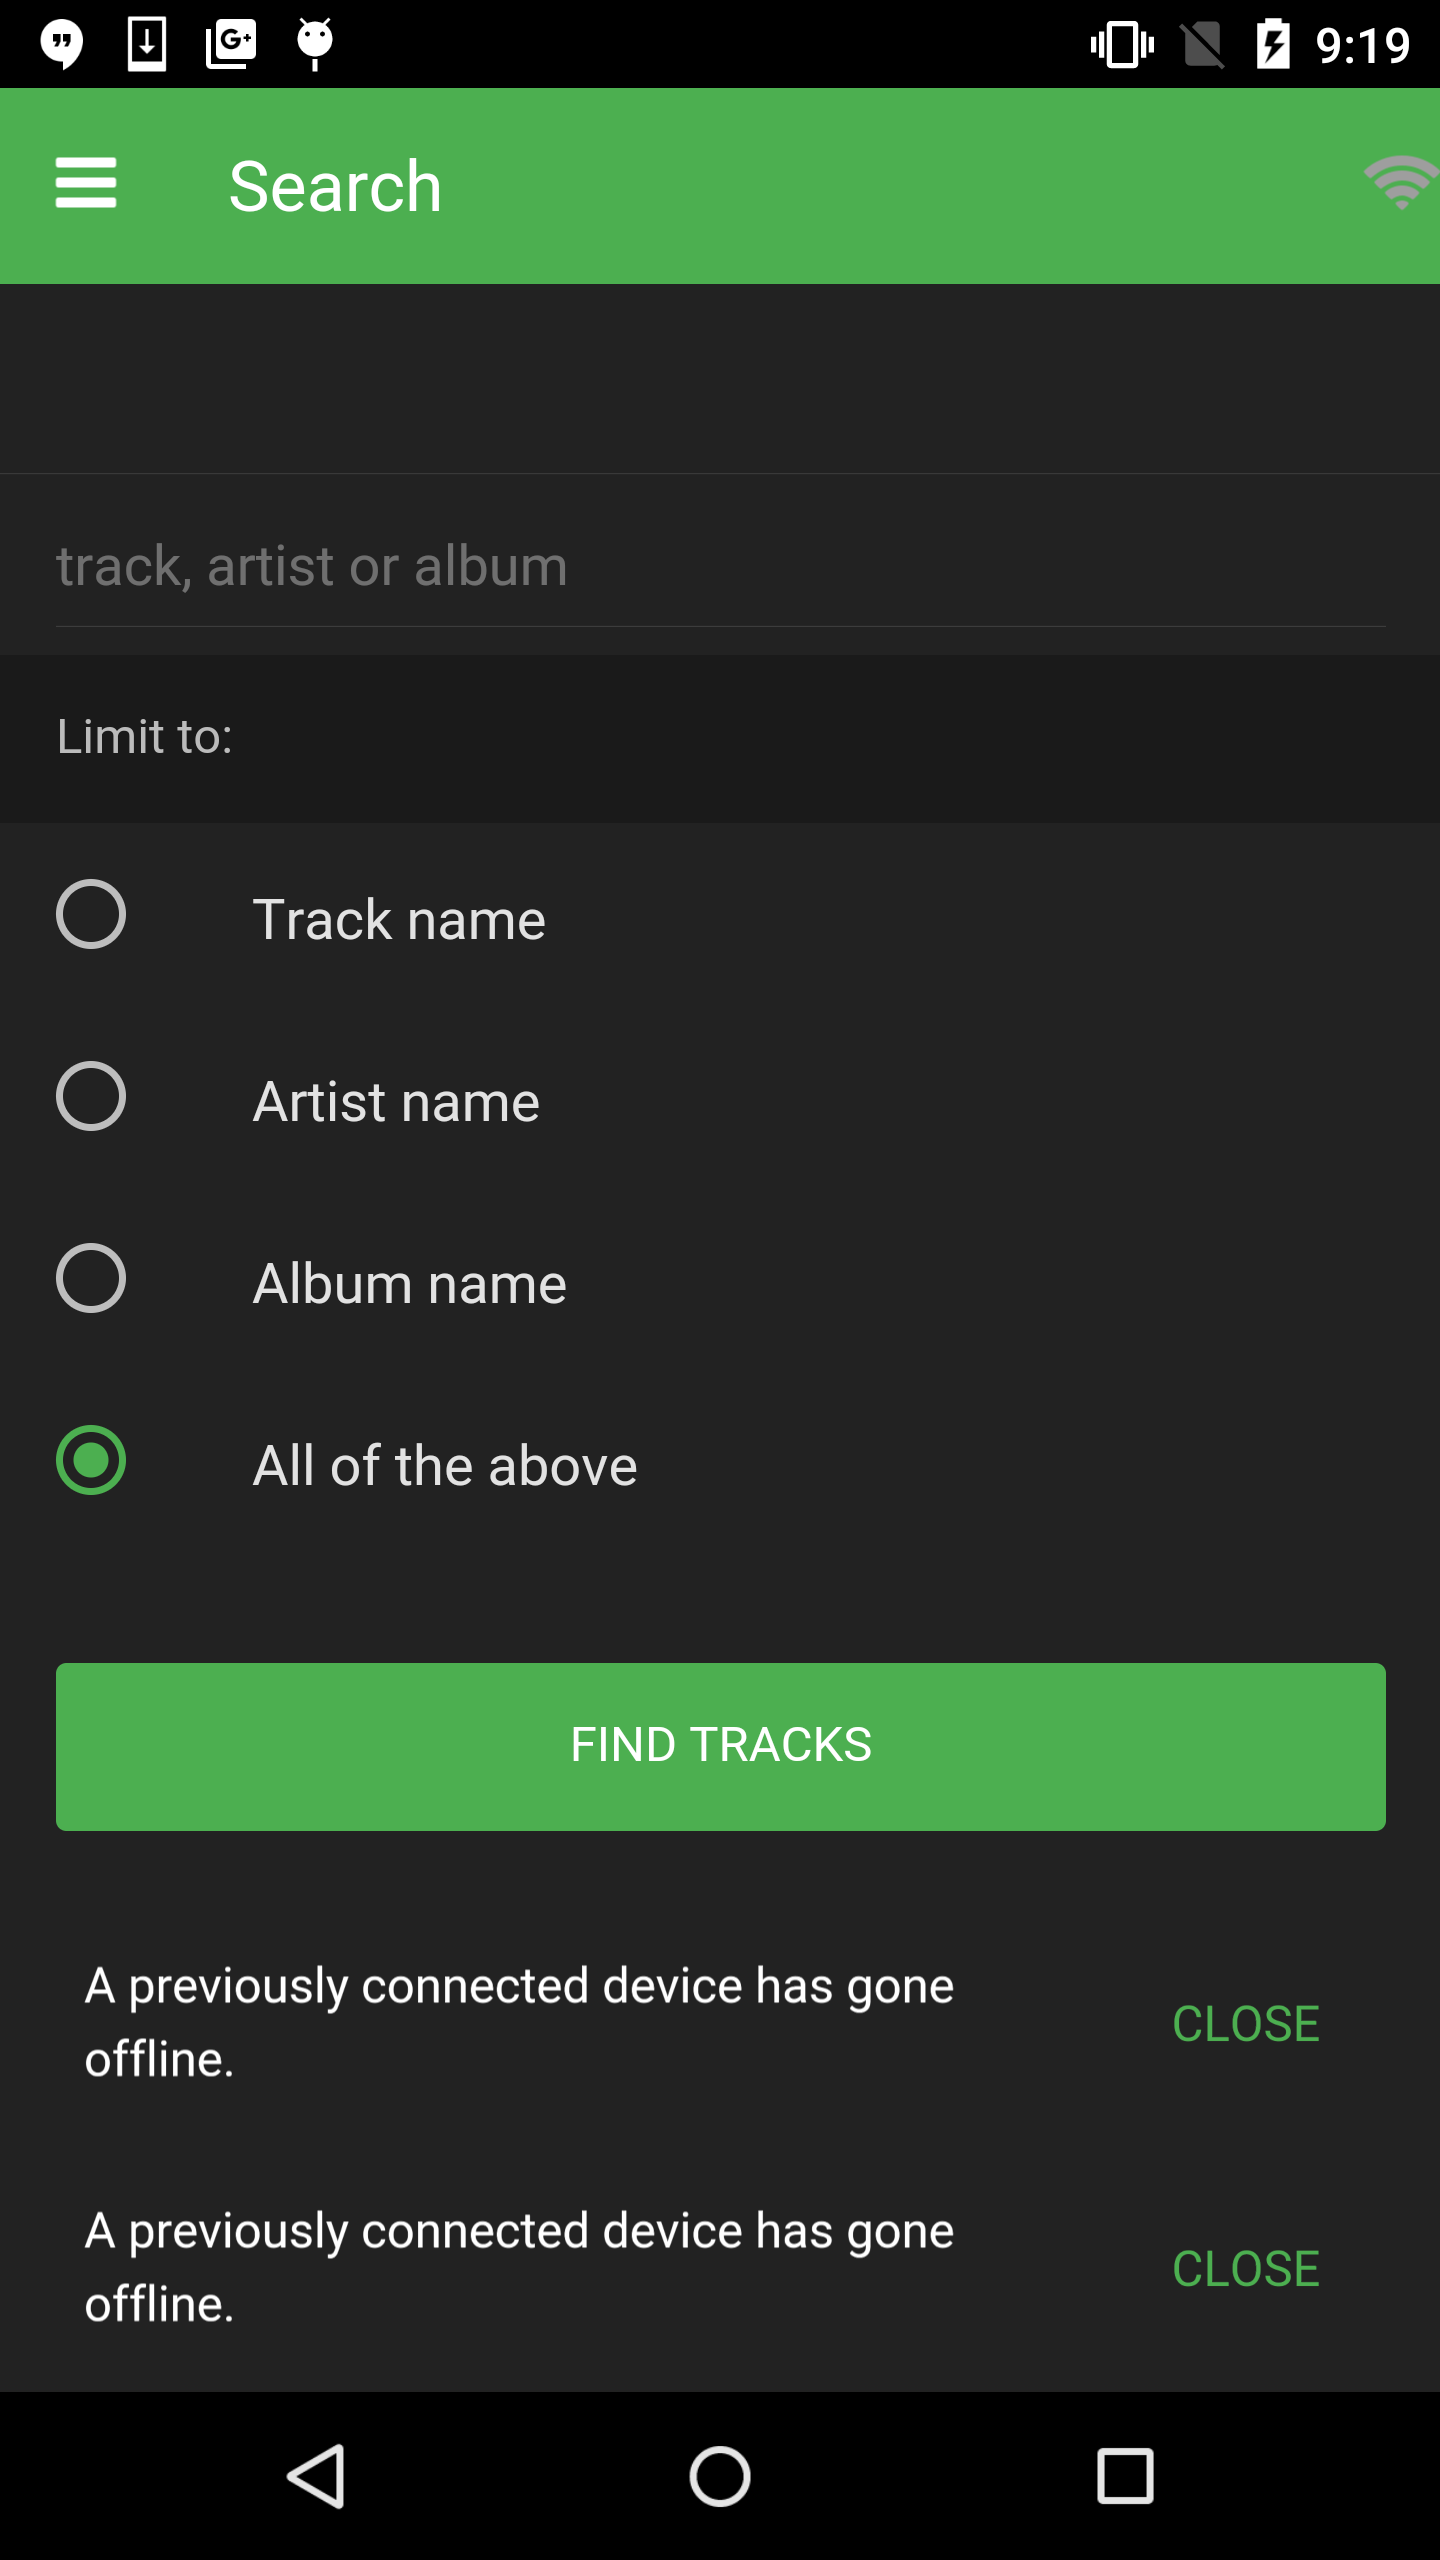 9:19
Search
track, artist or album
Limit to:
Track name
Artist name
Album name
All of the above
FIND TRACKS
A previously connected device has gone
offline.
CLOSE
A previously connected device has gone
offline.
CLOSE